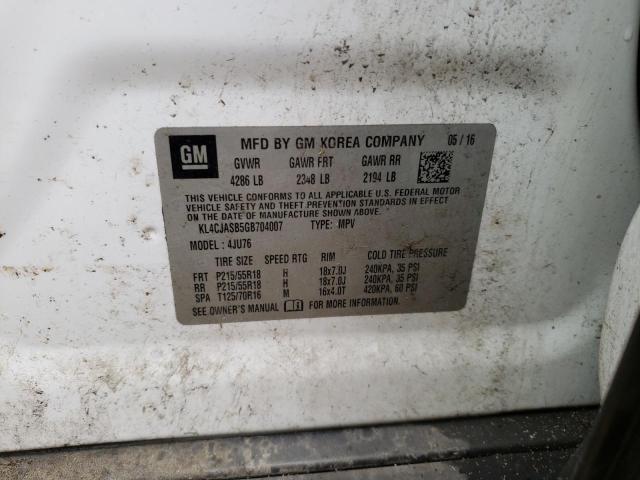 GM
MFD BY GM KOREA COMPANY 05 / 16
GVWR GAWR FRT GAWR RR
4286 LB 2348 LB 2194 LB
THIS VEHICLE CONFORMS TO ALL APPLICABLE U.S. FEDERAL MOTOR
VEHICLE SAFETY AND THEFT PREVENTION STANDARDS IN EFFECT
ON THE DATE OF MANUFACTURE SHOWN ABOVE.
KL4CJASB5GB704007 TYPE: MPV
MODEL: 4JU76
TIRE SIZE SPEED RTG RIM COLD TIRE PRESSURE
FRT P215/55R18 H 18x7.0J 240KPA, 35 PSI
RR P215/55R18 H 18x7.0J 240KPA, 35 PSI
SPA T125/70R16 M 16x4.0T 420KPA, 60 PSI
SEE OWNER'S MANUAL FOR MORE INFORMATION.